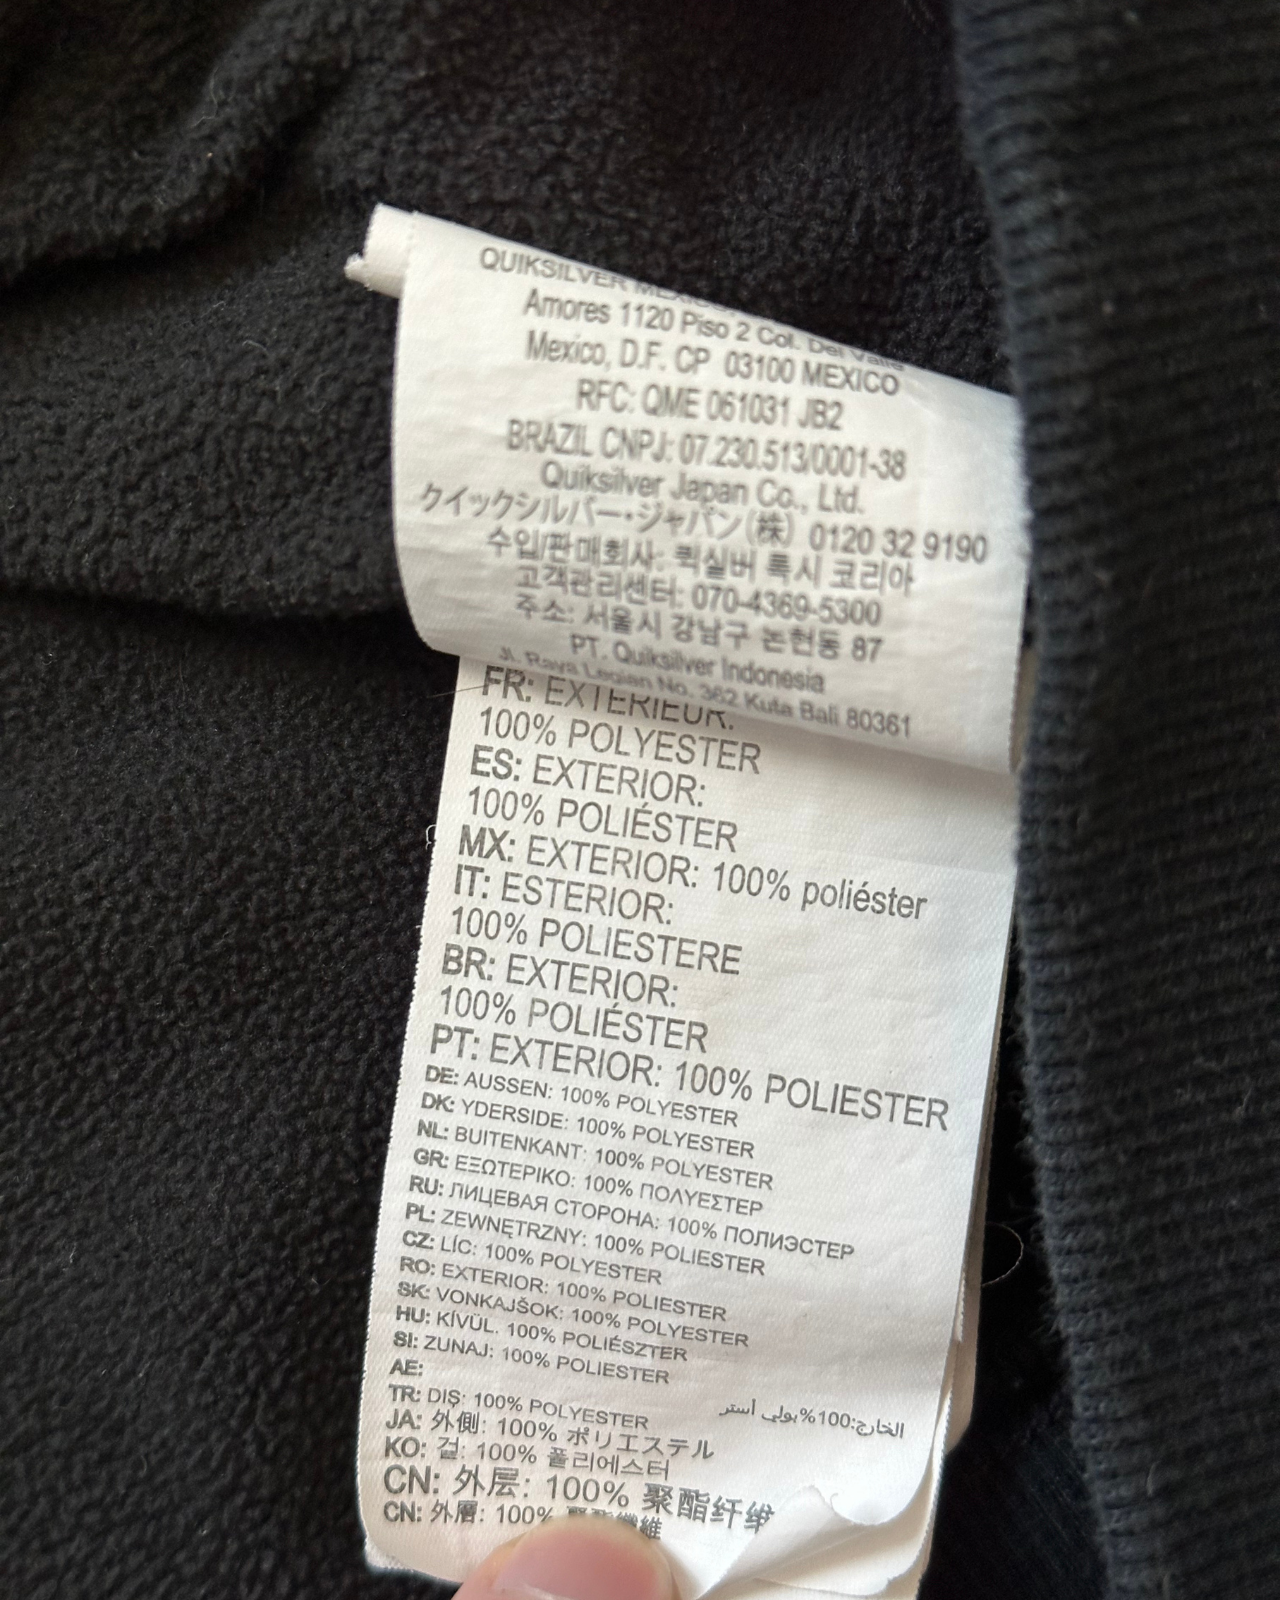 QUIKSILVER MEXICO,
Amores 1120 Piso 2 Col. Del Valle
Mexico, D.F. CP 03100 MEXICO
RFC: QME 061031 JB2
BRAZIL CNPJ: 07.230.513/0001-38
Quiksilver Japan Co., Ltd.
クイックシルバー・ジャパン(株) 0120 32 9190
수입/판매회사: 퀵실버 록시 코리아
고객관리센터: 070-4369-5300
주소: 서울시 강남구 논현동 87
PT. Quiksilver Indonesia
Jl. Raya Legian No. 362 Kuta Bali 80361
FR: EXTERIEUR:
100% POLYESTER
ES: EXTERIOR:
100% POLIÉSTER
MX: EXTERIOR: 100% poliéster
IT: ESTERIOR:
100% POLIESTERE
BR: EXTERIOR:
100% POLIÉSTER
PT: EXTERIOR: 100% POLIESTER
DE: AUSSEN: 100% POLYESTER
DK: YDERSIDE: 100% POLYESTER
NL: BUITENKANT: 100% POLYESTER
GR: ΕΞΩΤΕΡΙΚΟ: 100% ΠΟΛΥΕΣΤΕΡ
RU: ЛИЦЕВАЯ СТОРОНА: 100% ПОЛИЭСТЕР
PL: ZEWNĘTRZNY: 100% POLIESTER
CZ: LÍC: 100% POLYESTER
RO: EXTERIOR: 100% POLIESTER
SK: VONKAJŠOK: 100% POLYESTER
HU: KÍVÜL. 100% POLIÉSZTER
SI: ZUNAJ: 100% POLIESTER
AE:
الخارج:100%بولي استر
TR: DIŞ: 100% POLYESTER
JA: 外側: 100% ポリエステル
KO: 겉: 100% 폴리에스터
CN: 外层: 100% 聚酯纤维
CN: 外層: 100% 聚酯纖維